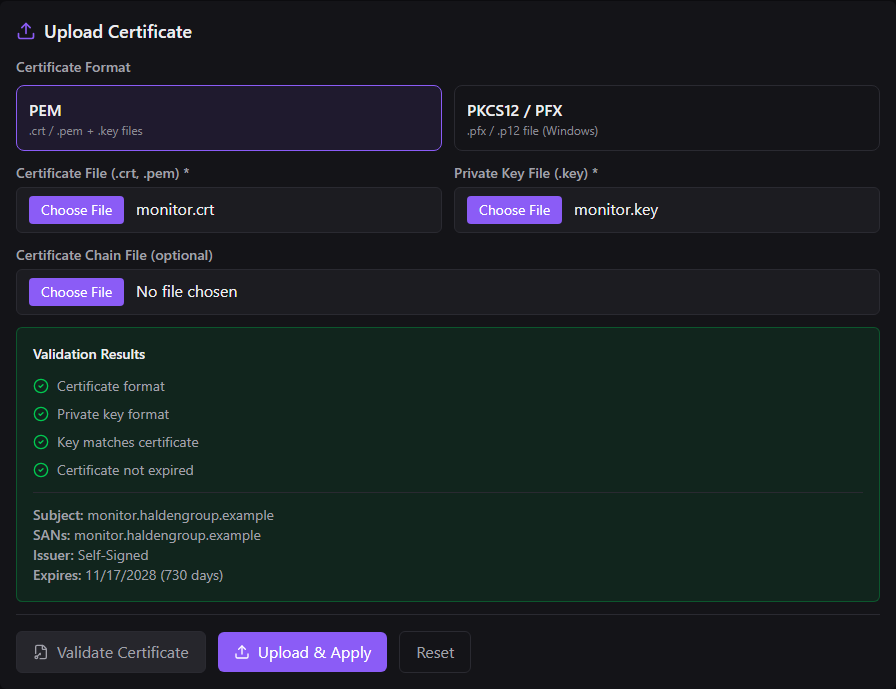 Upload Certificate
Certificate Format
PEM
.crt / .pem + .key files
PKCS12 / PFX
.pfx / .p12 file (Windows)
Certificate File (.crt, .pem) *
Choose File monitor.crt
Private Key File (.key) *
Choose File monitor.key
Certificate Chain File (optional)
Choose File No file chosen
Validation Results
Certificate format
Private key format
Key matches certificate
Certificate not expired
Subject: monitor.haldengroup.example
SANs: monitor.haldengroup.example
Issuer: Self-Signed
Expires: 11/17/2028 (730 days)
Validate Certificate Upload & Apply Reset